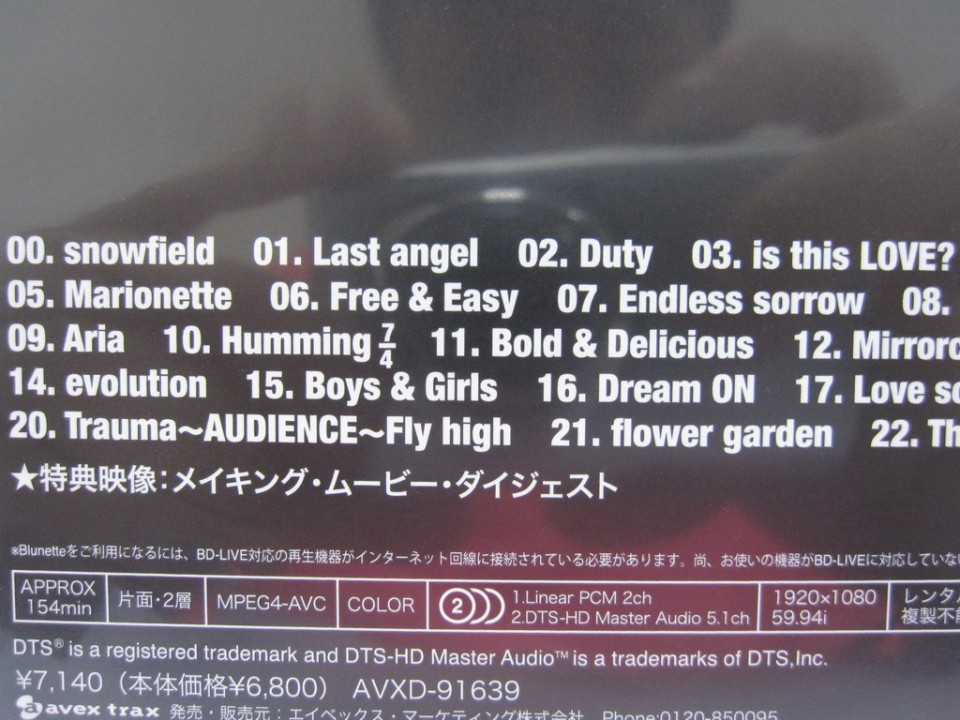 00. snowfield 01. Last angel 02. Duty 03. is this LOVE?
05. Marionette 06. Free & Easy 07. Endless sorrow 08.
09. Aria 10. Humming 7/4 11. Bold & Delicious 12. Mirrorc
14. evolution 15. Boys & Girls 16. Dream ON 17. Love so
20. Trauma～AUDIENCE～Fly high 21. flower garden 22. Th
★特典映像：メイキング・ムービー・ダイジェスト
※Blunetteをご利用になるには、BD-LIVE対応の再生機器がインターネット回線に接続されている必要があります。尚、お使いの機器がBD-LIVEに対応していない
APPROX 154min 片面・2層 MPEG4-AVC COLOR 2 1.Linear PCM 2ch 2.DTS-HD Master Audio 5.1ch 1920×1080 59.94i レンタル 複製不能
DTS® is a registered trademark and DTS-HD Master Audio™ is a trademarks of DTS,Inc.
¥7,140（本体価格¥6,800） AVXD-91639
avex trax 発売・販売元：エイベックス・マーケティング株式会社 Phone:0120-850095